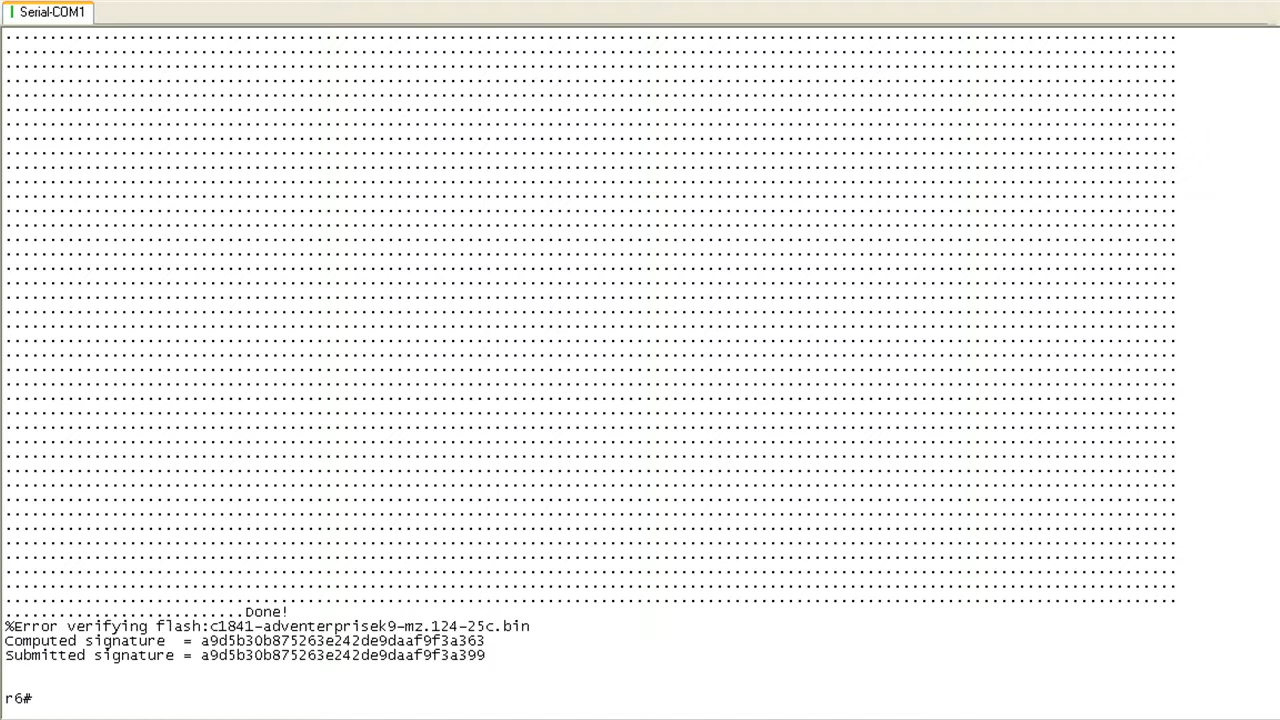 Serial-COM1
.Done!
%Error verifying flash:c1841-adventerprisek9-mz.124-25c.bin
Computed signature  = a9d5b30b875263e242de9daaf9f3a363
Submitted signature = a9d5b30b875263e242de9daaf9f3a399
r6#